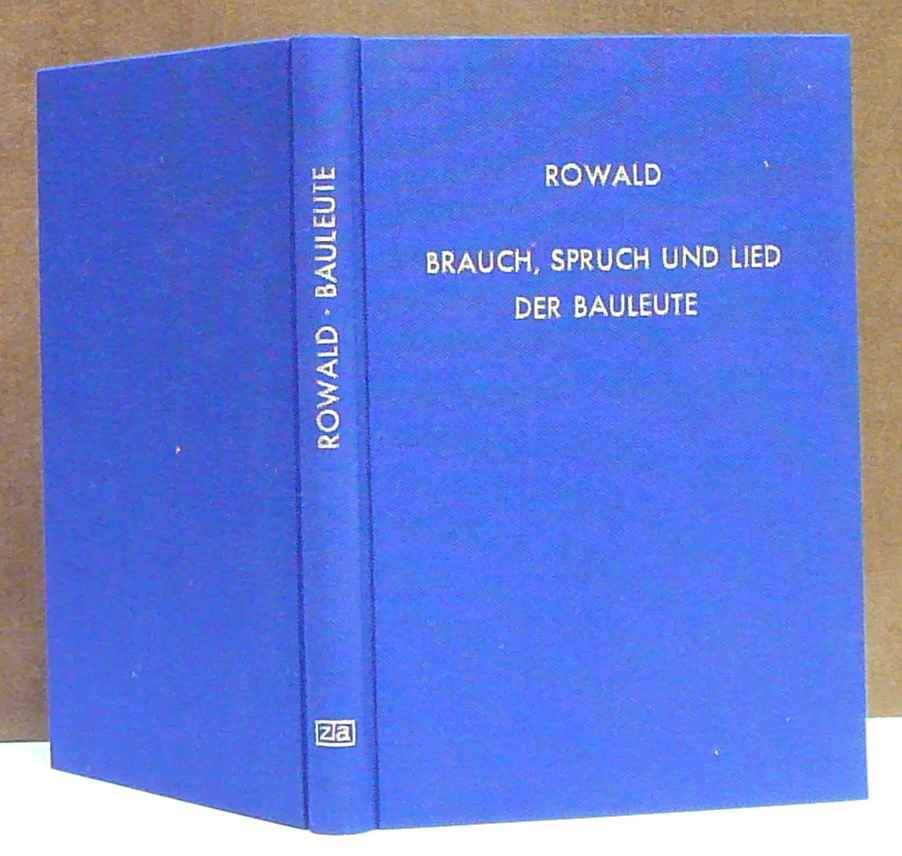 ROWALD · BAULEUTE
za
ROWALD
BRAUCH, SPRUCH UND LIED
DER BAULEUTE